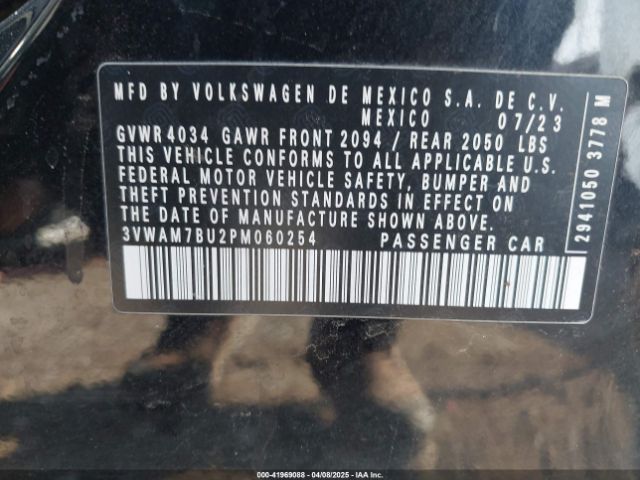 MFD BY VOLKSWAGEN DE MEXICO S.A. DE C.V.
MEXICO 07/23
GVWR 4034 GAWR FRONT 2094 / REAR 2050 LBS
THIS VEHICLE CONFORMS TO ALL APPLICABLE U.S.
FEDERAL MOTOR VEHICLE SAFETY, BUMPER AND
THEFT PREVENTION STANDARDS IN EFFECT ON
THE DATE OF MANUFACTURE SHOWN ABOVE.
3VWAM7BU2PM060254 PASSENGER CAR
2941050 3778 M
000-41969088 - 04/08/2025 - IAA Inc.